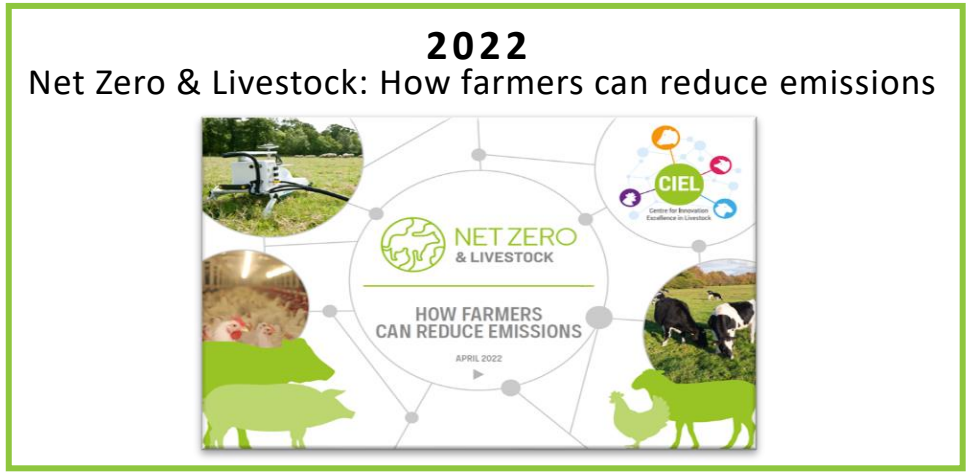 2022
Net Zero & Livestock: How farmers can reduce emissions
CIEL
Centre for Innovation
Excellence in Livestock
NET ZERO
& LIVESTOCK
HOW FARMERS
CAN REDUCE EMISSIONS
APRIL 2022